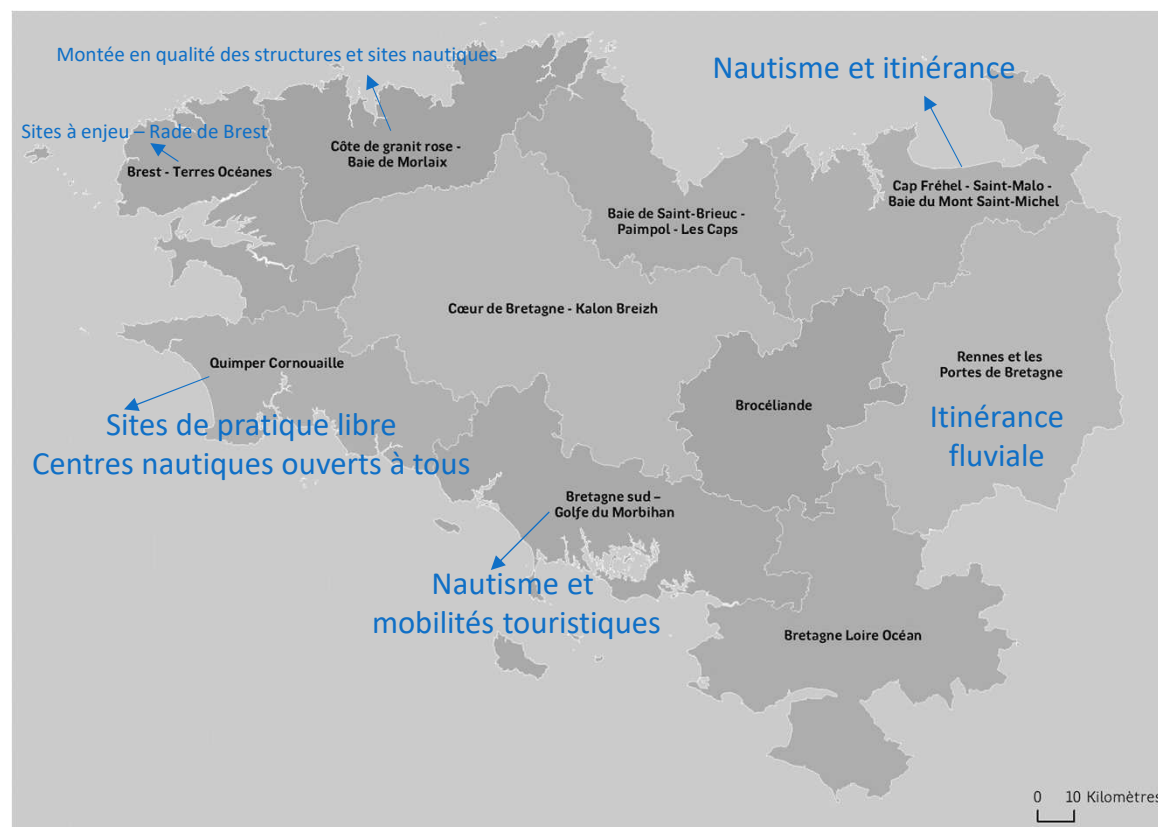 Montée en qualité des structures et sites nautiques
Nautisme et itinérance
Sites à enjeu – Rade de Brest
Côte de granit rose -
Baie de Morlaix
Brest - Terres Océanes
Cap Fréhel - Saint-Malo -
Baie du Mont Saint-Michel
Baie de Saint-Brieuc -
Paimpol - Les Caps
Cœur de Bretagne - Kalon Breizh
Quimper Cornouaille
Rennes et les
Portes de Bretagne
Brocéliande
Sites de pratique libre
Centres nautiques ouverts à tous
Itinérance
fluviale
Bretagne sud –
Golfe du Morbihan
Nautisme et
mobilités touristiques
Bretagne Loire Océan
0 10 Kilomètres